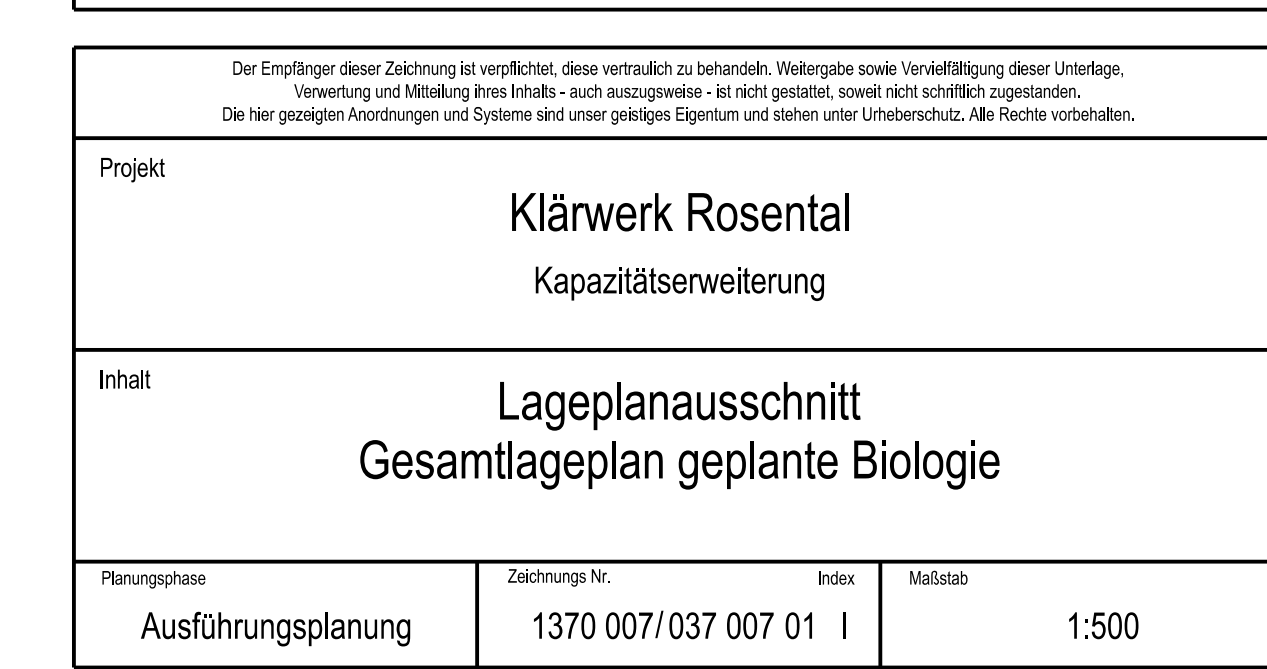 Der Empfänger dieser Zeichnung ist verpflichtet, diese vertraulich zu behandeln. Weitergabe sowie Vervielfältigung dieser Unterlage,
Verwertung und Mitteilung ihres Inhalts - auch auszugsweise - ist nicht gestattet, soweit nicht schriftlich zugestanden.
Die hier gezeigten Anordnungen und Systeme sind unser geistiges Eigentum und stehen unter Urheberschutz. Alle Rechte vorbehalten.
Projekt
Klärwerk Rosental
Kapazitätserweiterung
Inhalt
Lageplanausschnitt
Gesamtlageplan geplante Biologie
Planungsphase
Ausführungsplanung
Zeichnungs Nr. Index
1370 007/037 007 01 I
Maßstab
1:500